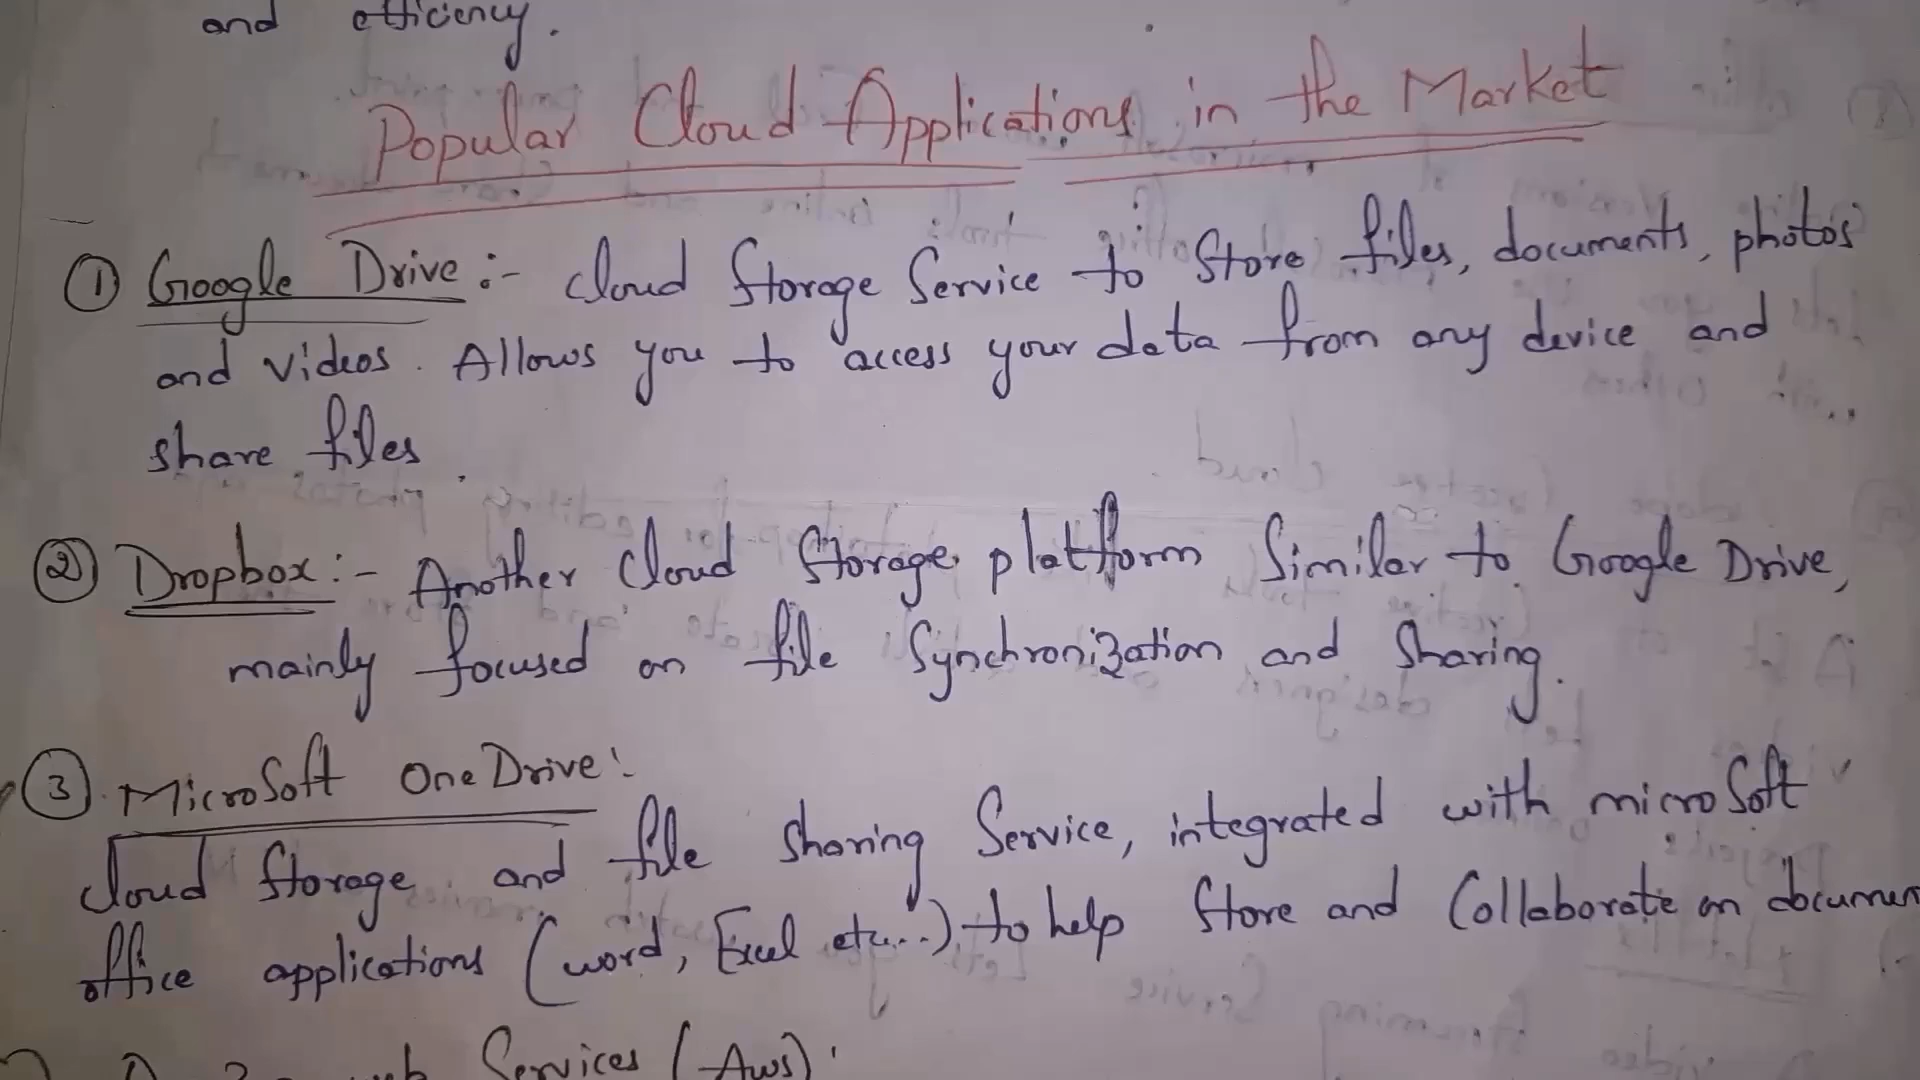 and efficiency.
Popular Cloud Applications in the Market
① Google Drive :- cloud storage service to store files, documents, photos
and videos. Allows you to access your data from any device and
share files.
② Dropbox :- Another cloud storage platform similar to Google Drive,
mainly focused on file synchronization and sharing.
③ Microsoft OneDrive:
cloud storage and file sharing service, integrated with microsoft
office applications (word, Excel etc...) to help store and collaborate on documen
Services (Aws):